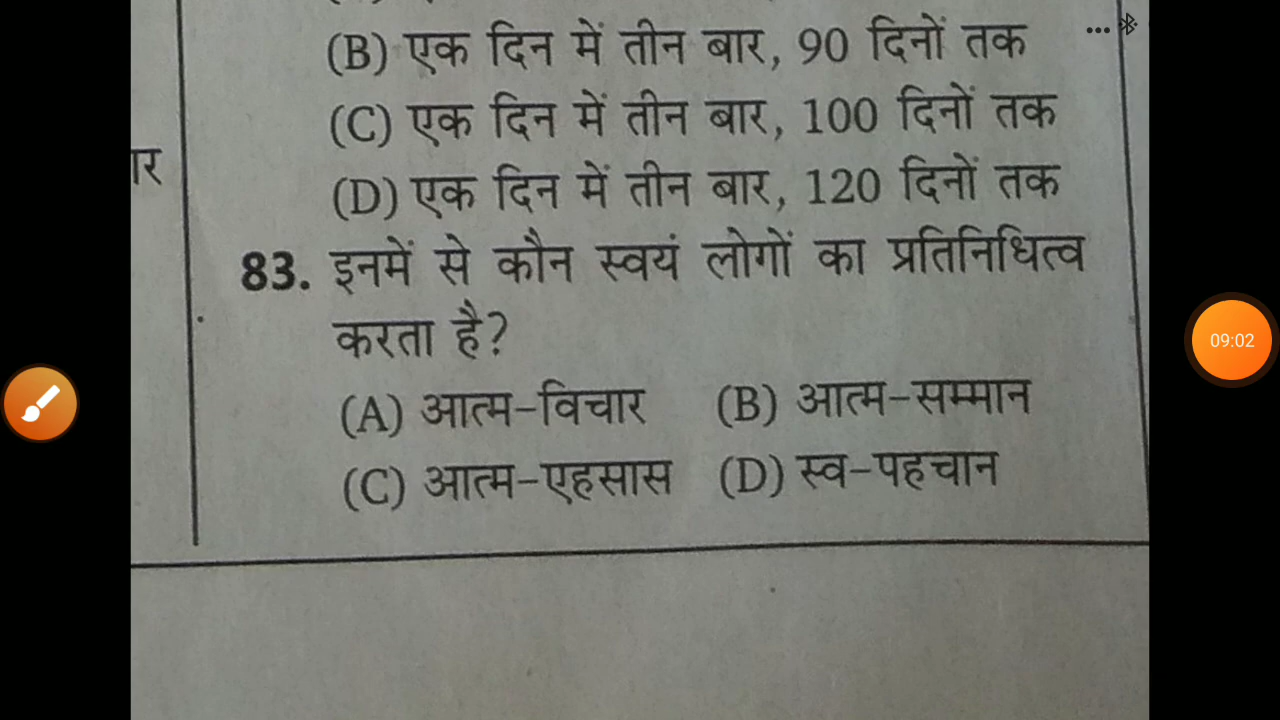 (B) एक दिन में तीन बार, 90 दिनों तक
(C) एक दिन में तीन बार, 100 दिनों तक
ार
(D) एक दिन में तीन बार, 120 दिनों तक
83. इनमें से कौन स्वयं लोगों का प्रतिनिधित्व
करता है?
(A) आत्म-विचार (B) आत्म-सम्मान
(C) आत्म-एहसास (D) स्व-पहचान
09:02